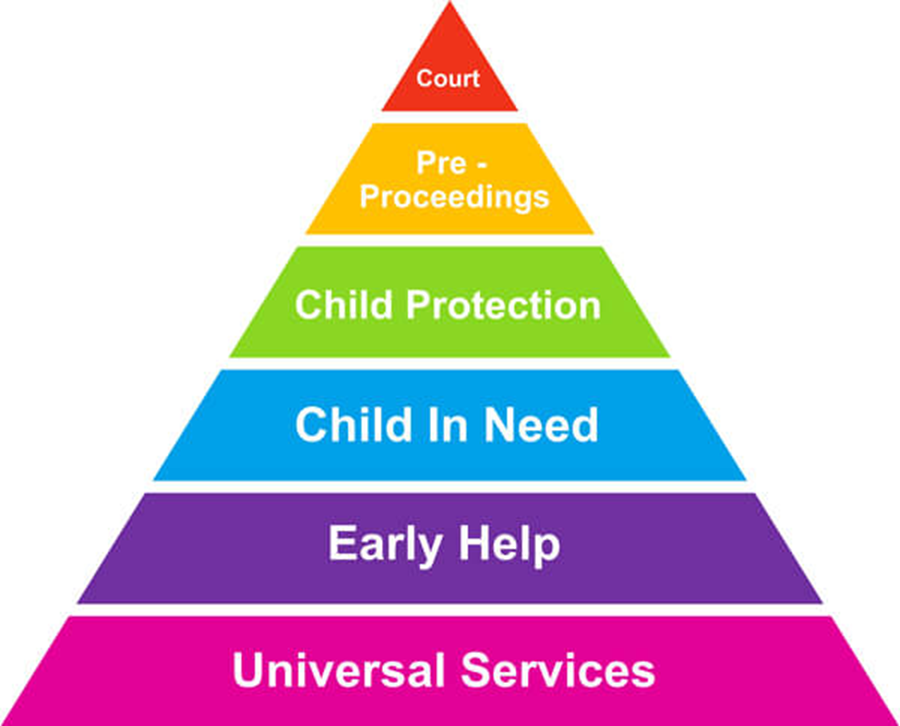 Court
Pre -
Proceedings
Child Protection
Child In Need
Early Help
Universal Services